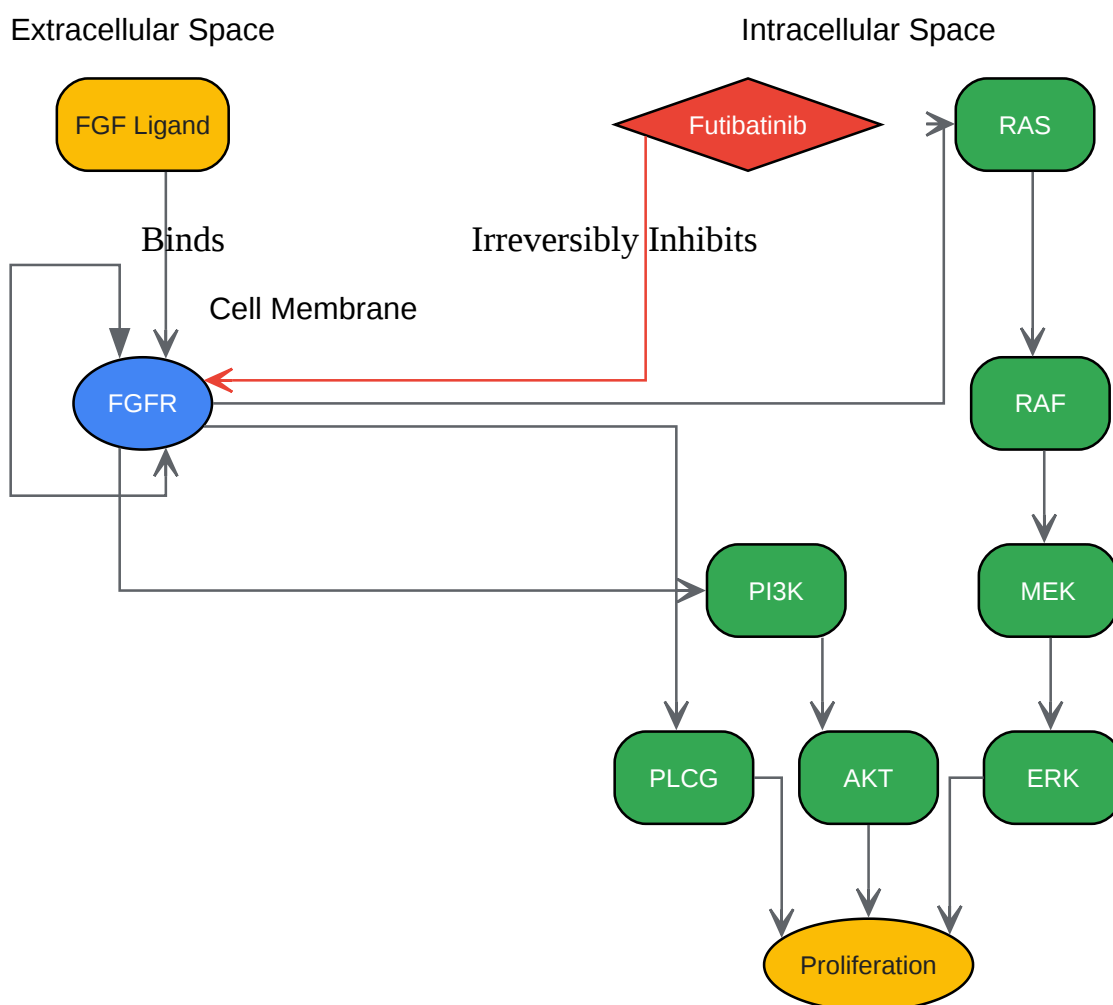 Extracellular Space
Intracellular Space
FGF Ligand
Futibatinib
RAS
Binds
Irreversibly Inhibits
Cell Membrane
FGFR
RAF
PI3K
MEK
PLCG
AKT
ERK
Proliferation